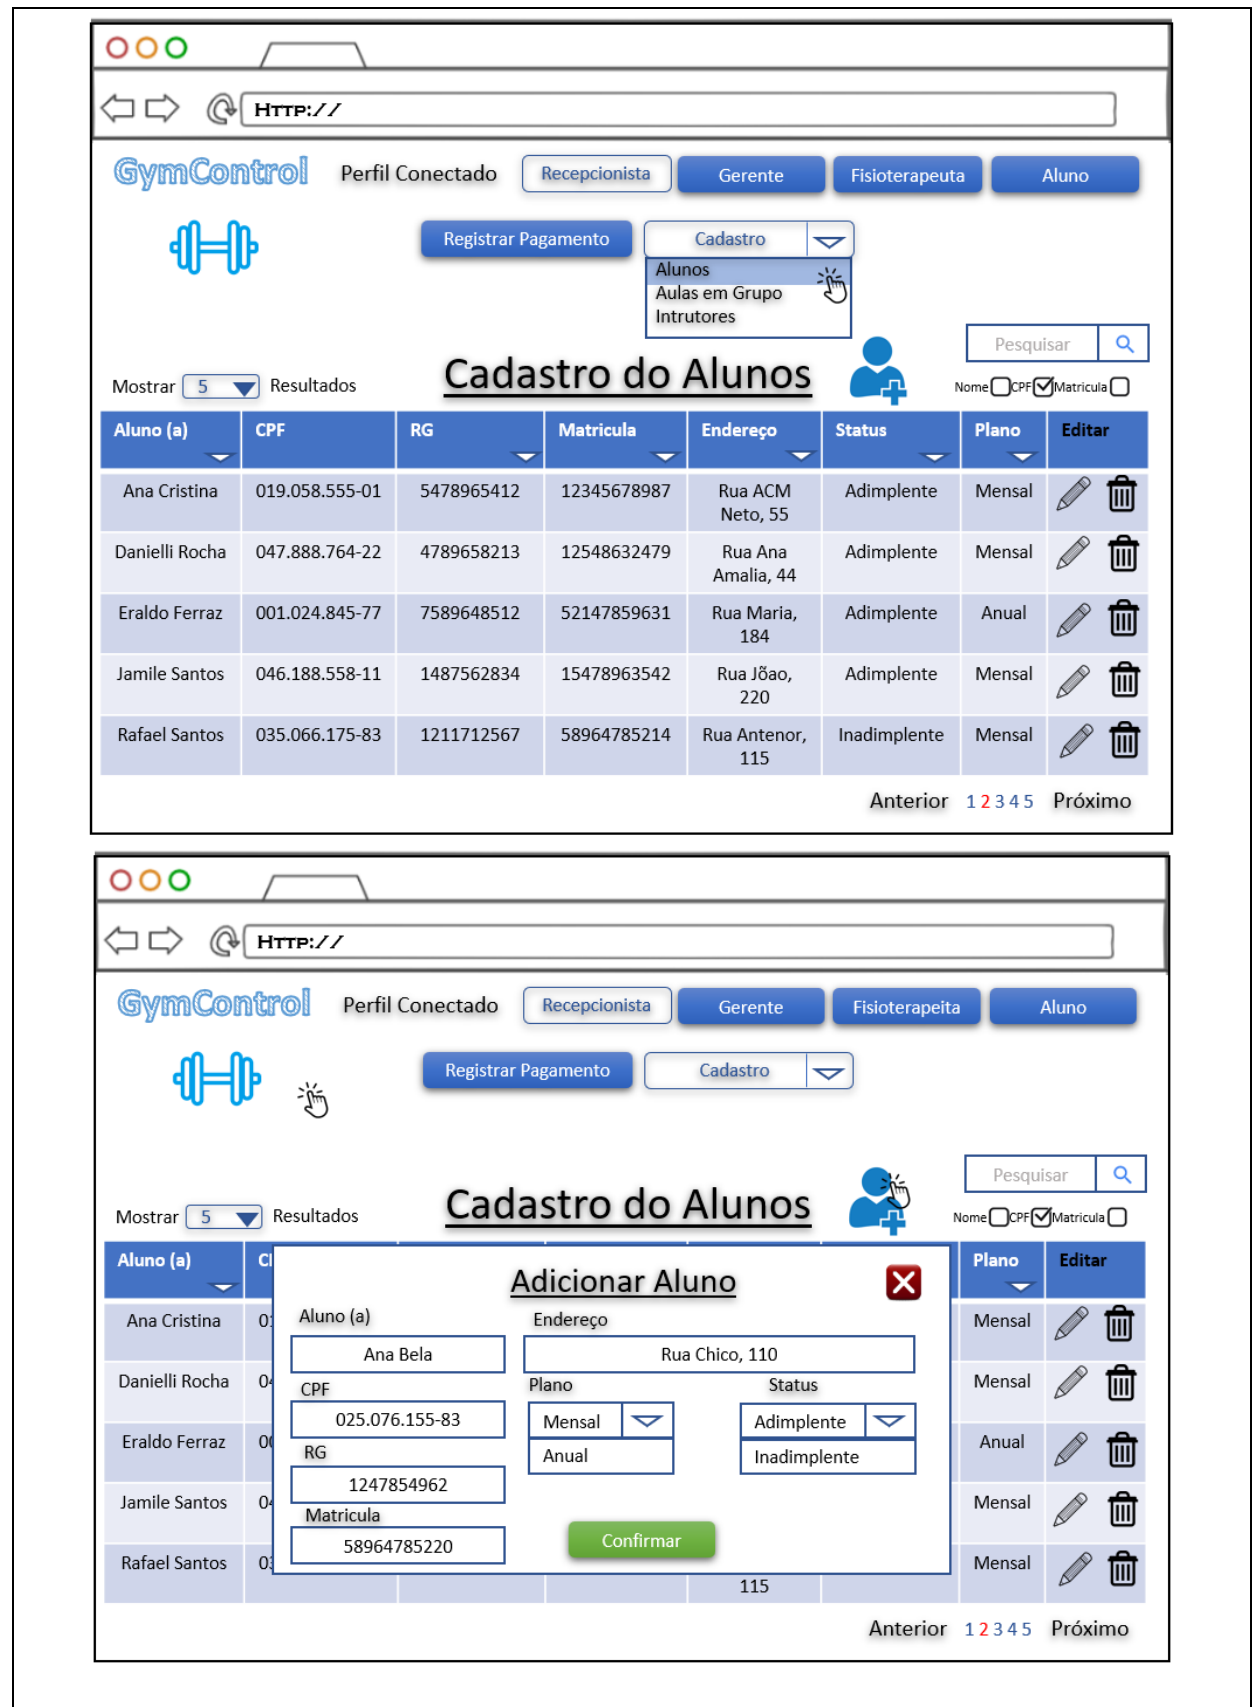 HTTP://
GymControl Perfil Conectado Recepcionista Gerente Fisioterapeuta Aluno
Registrar Pagamento Cadastro
Alunos
Aulas em Grupo
Intrutores
Pesquisar
Cadastro do Alunos
Mostrar 5 Resultados Nome CPF Matricula
Aluno (a) CPF RG Matricula Endereço Status Plano Editar
Ana Cristina 019.058.555-01 5478965412 12345678987 Rua ACM Adimplente Mensal
Neto, 55
Danielli Rocha 047.888.764-22 4789658213 12548632479 Rua Ana Adimplente Mensal
Amalia, 44
Eraldo Ferraz 001.024.845-77 7589648512 52147859631 Rua Maria, Adimplente Anual
184
Jamile Santos 046.188.558-11 1487562834 15478963542 Rua Jõao, Adimplente Mensal
220
Rafael Santos 035.066.175-83 1211712567 58964785214 Rua Antenor, Inadimplente Mensal
115
Anterior 1 2 3 4 5 Próximo
HTTP://
GymControl Perfil Conectado Recepcionista Gerente Fisioterapeita Aluno
Registrar Pagamento Cadastro
Pesquisar
Cadastro do Alunos
Mostrar 5 Resultados Nome CPF Matricula
Aluno (a) Plano Editar
Adicionar Aluno
Aluno (a) Endereço
Ana Cristina 01 Mensal
Ana Bela Rua Chico, 110
Danielli Rocha 04 Mensal
CPF Plano Status
025.076.155-83 Mensal Adimplente
Eraldo Ferraz 00 Anual
RG Anual Inadimplente
1247854962
Jamile Santos 04 Mensal
Matricula
58964785220 Confirmar
Rafael Santos 03 Mensal
115
Anterior 1 2 3 4 5 Próximo